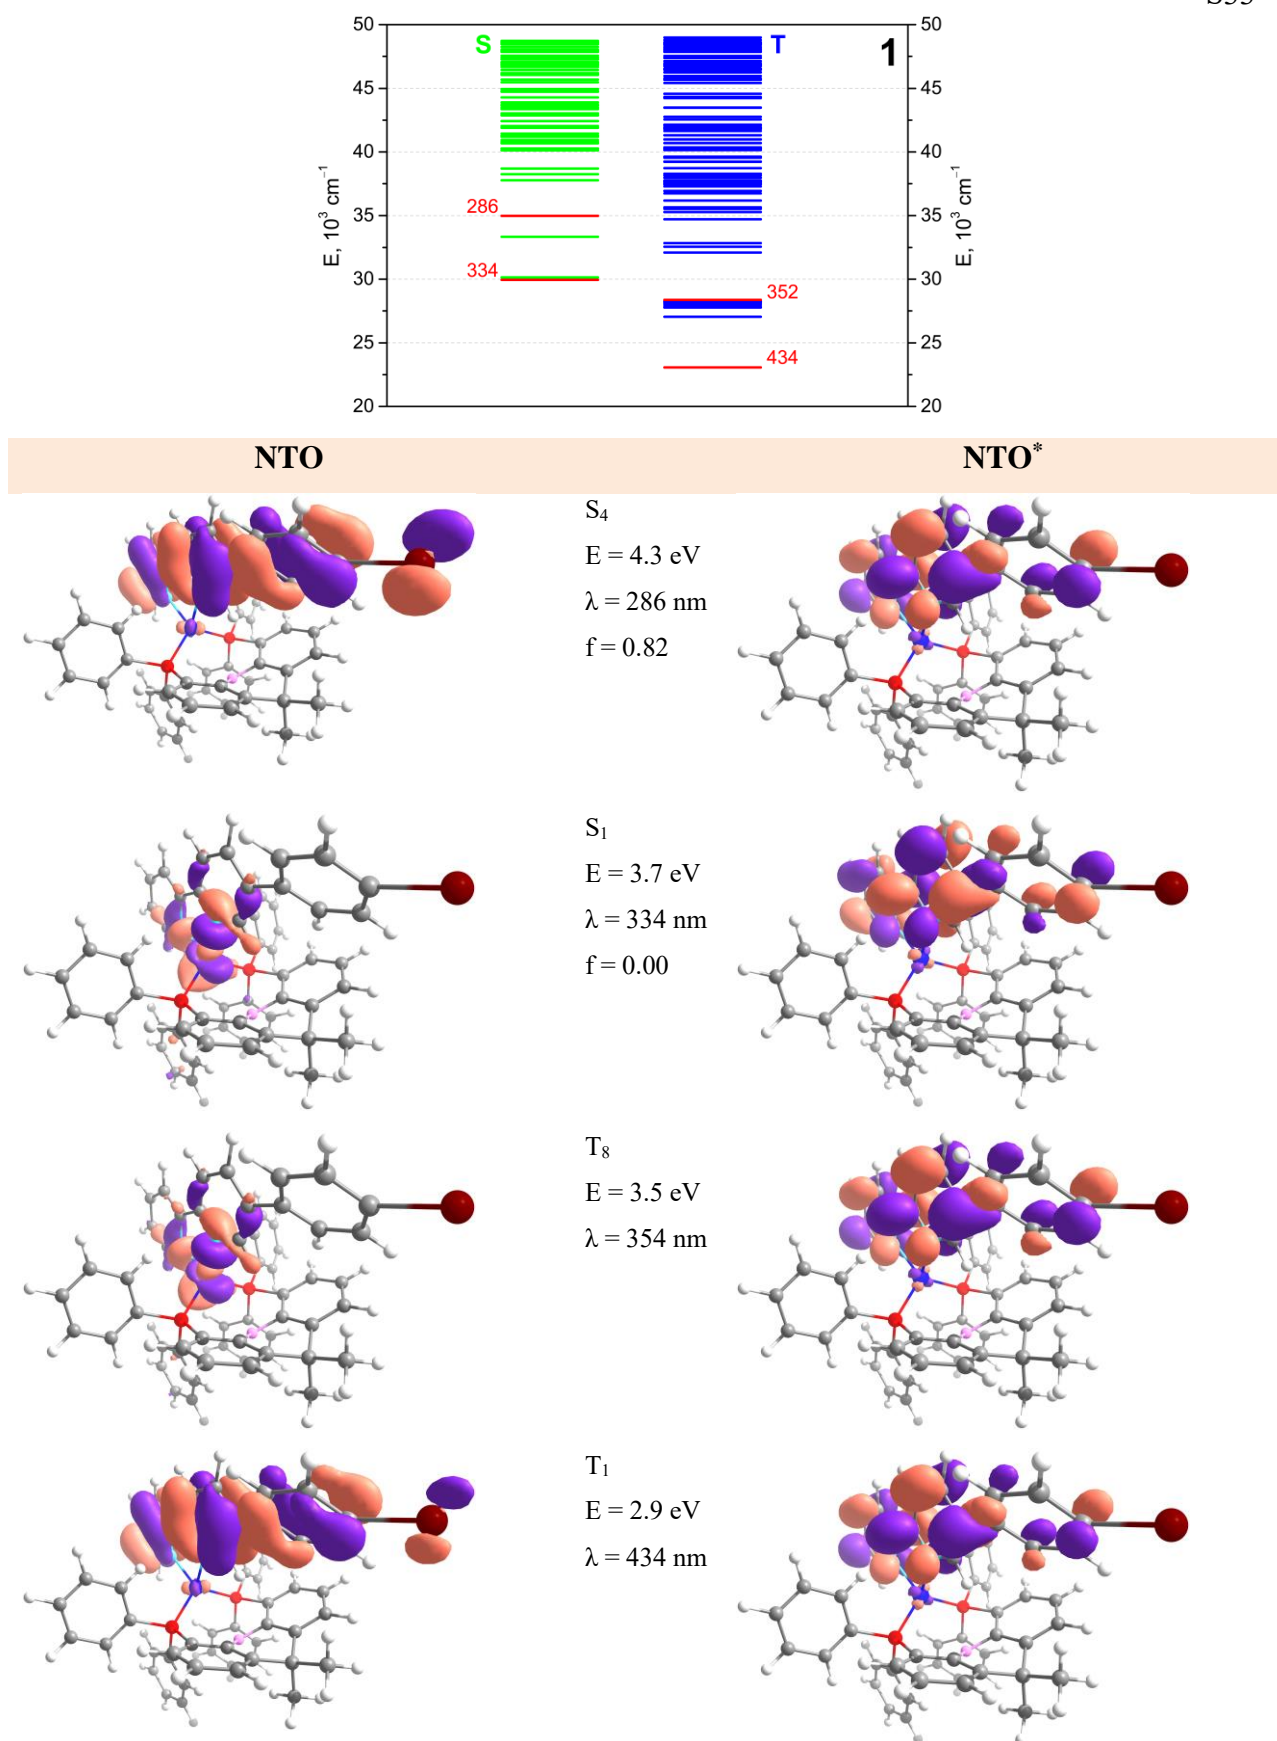 S55
50 50
S T 1
45 45
40 40
286
35 35
334
30 30
352
25 25
434
20 20
E, 10³ cm⁻¹
E, 10³ cm⁻¹
NTO NTO*
S₄
E = 4.3 eV
λ = 286 nm
f = 0.82
S₁
E = 3.7 eV
λ = 334 nm
f = 0.00
T₈
E = 3.5 eV
λ = 354 nm
T₁
E = 2.9 eV
λ = 434 nm